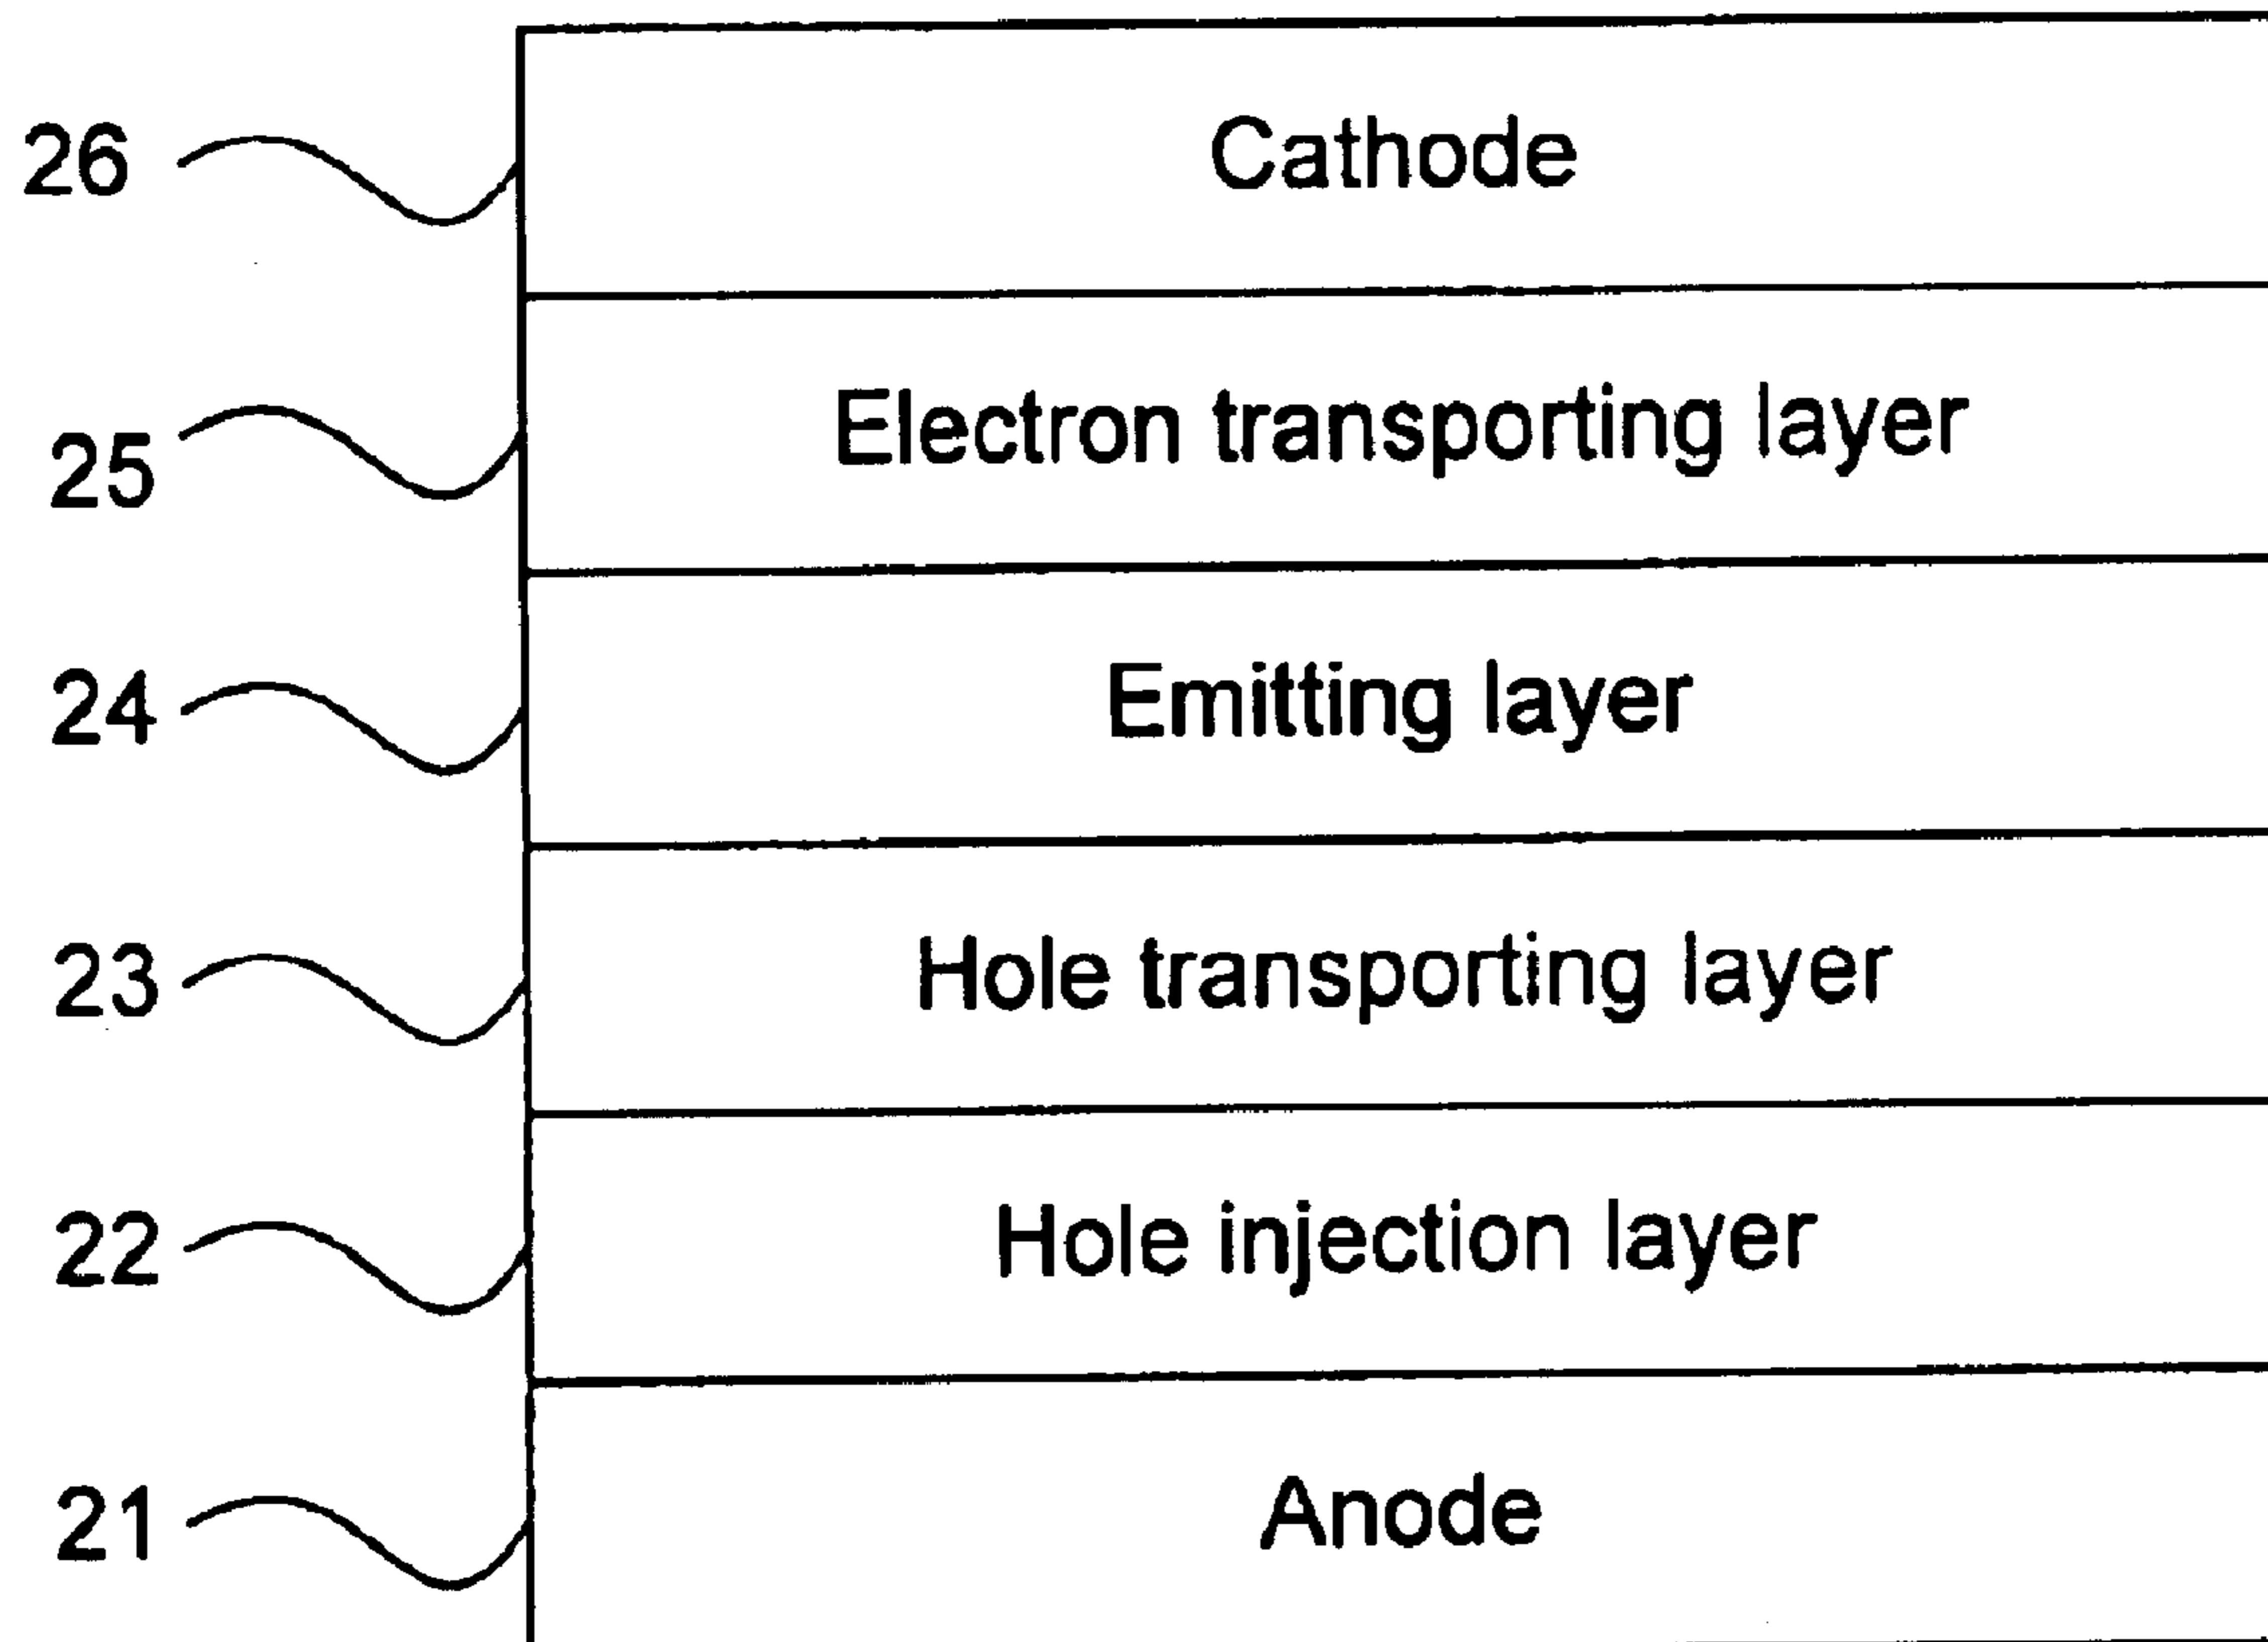 26 Cathode
25 Electron transporting layer
24 Emitting layer
23 Hole transporting layer
22 Hole injection layer
21 Anode